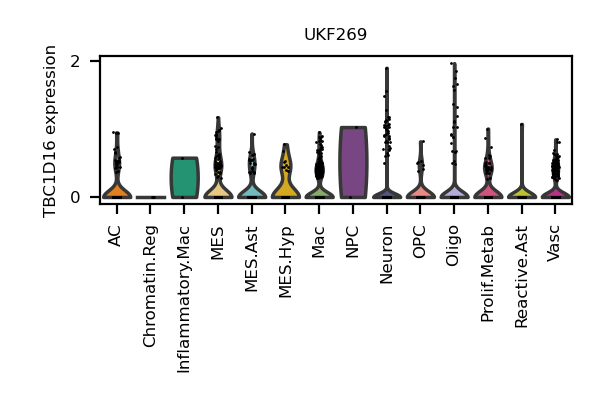 UKF269
TBC1D16 expression
2
0
AC
Chromatin.Reg
Inflammatory.Mac
MES
MES.Ast
MES.Hyp
Mac
NPC
Neuron
OPC
Oligo
Prolif.Metab
Reactive.Ast
Vasc